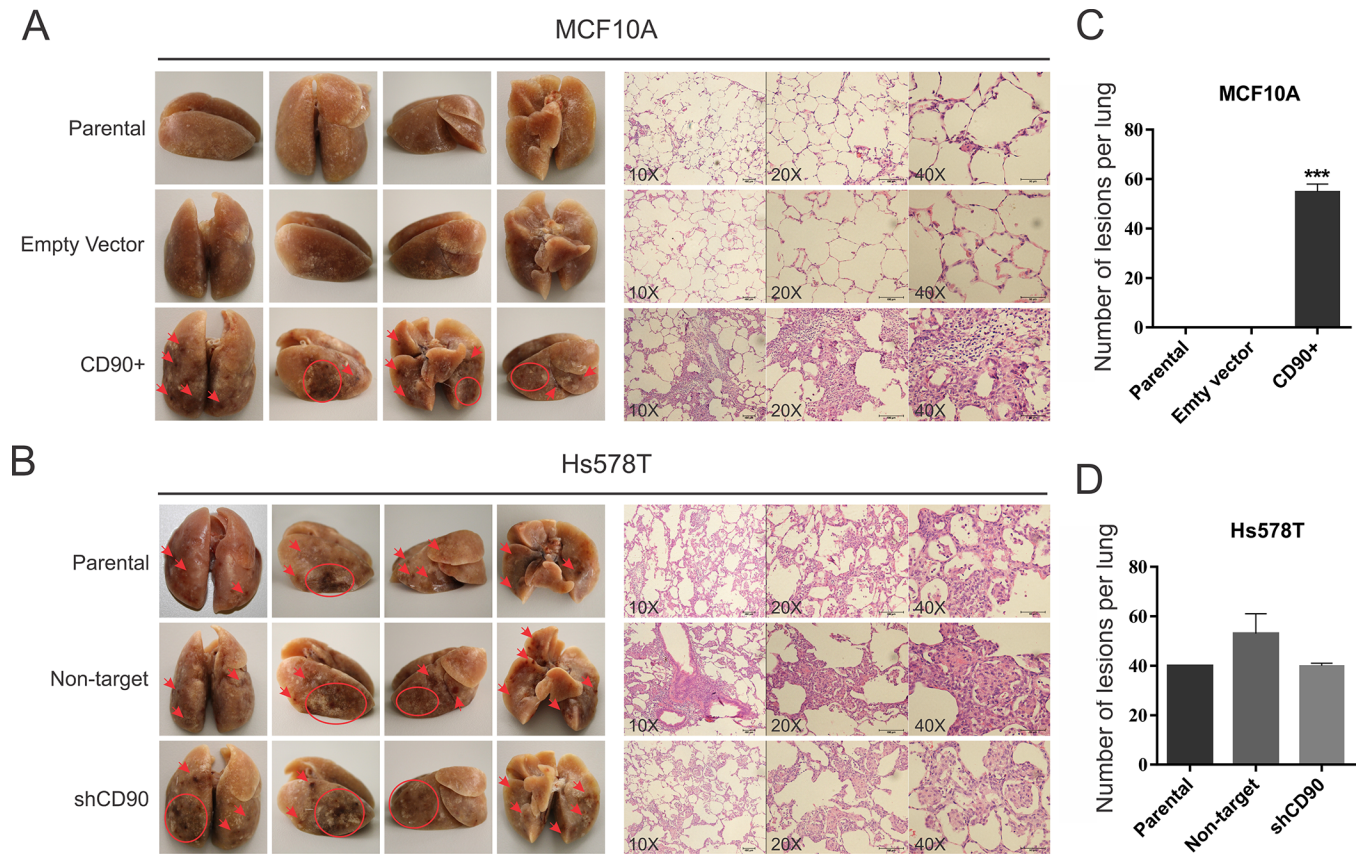 A
MCF10A
Parental
10X
20X
40X
Empty Vector
10X
20X
40X
CD90+
10X
20X
40X
B
Hs578T
Parental
10X
20X
40X
Non-target
10X
20X
40X
shCD90
10X
20X
40X
C
MCF10A
Number of lesions per lung
80
60
40
20
0
***
Parental
Emty vector
CD90+
D
Hs578T
Number of lesions per lung
80
60
40
20
0
Parental
Non-target
shCD90